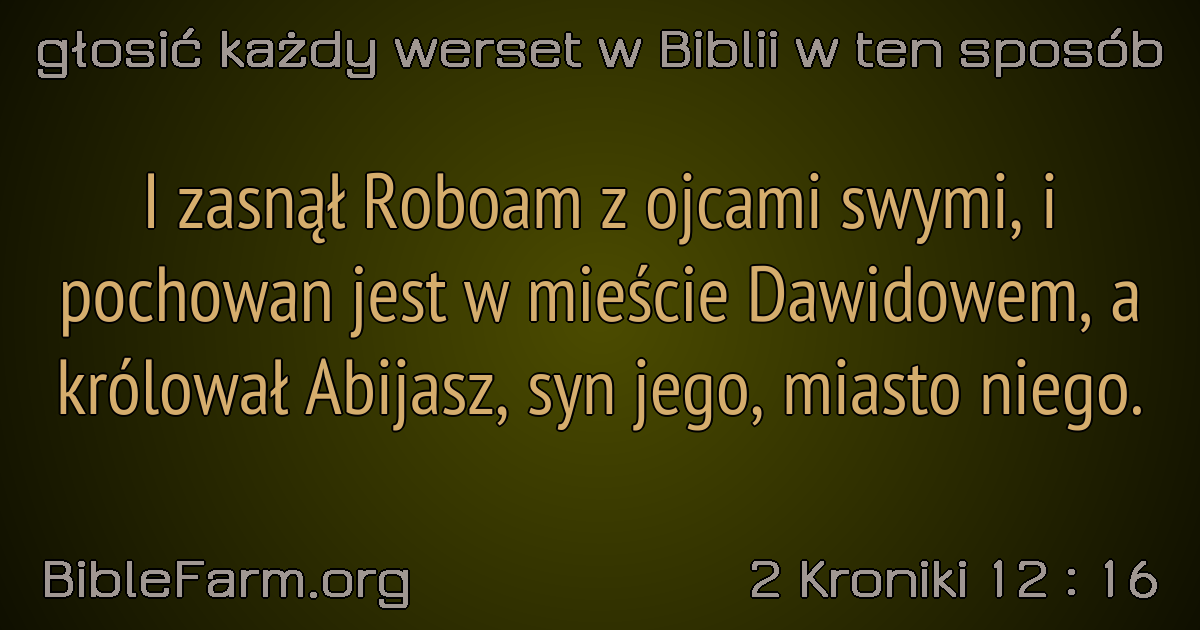 głosić każdy werset w Biblii w ten sposób
I zasnął Roboam z ojcami swymi, i
pochowan jest w mieście Dawidowem, a
królował Abijasz, syn jego, miasto niego.
BibleFarm.org
2 Kroniki 12 : 16